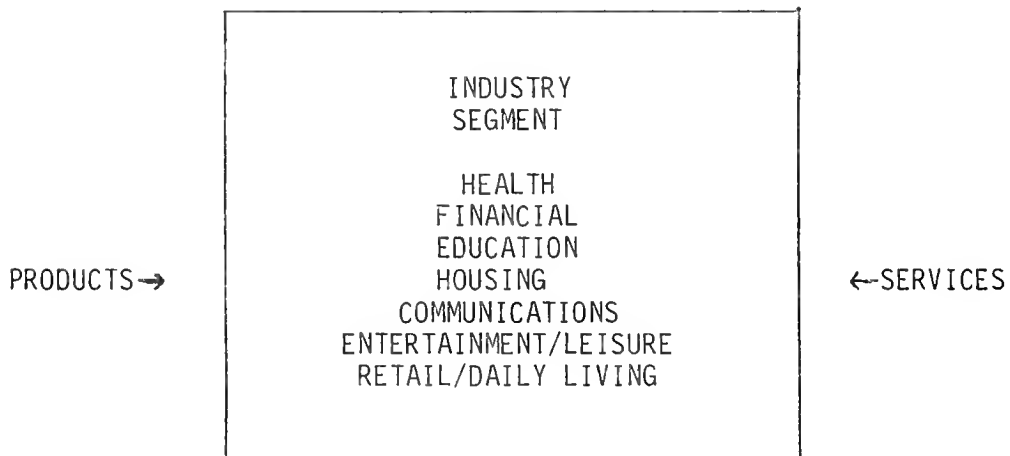 INDUSTRY
SEGMENT
HEALTH
FINANCIAL
EDUCATION
PRODUCTS→ HOUSING ←SERVICES
COMMUNICATIONS
ENTERTAINMENT/LEISURE
RETAIL/DAILY LIVING